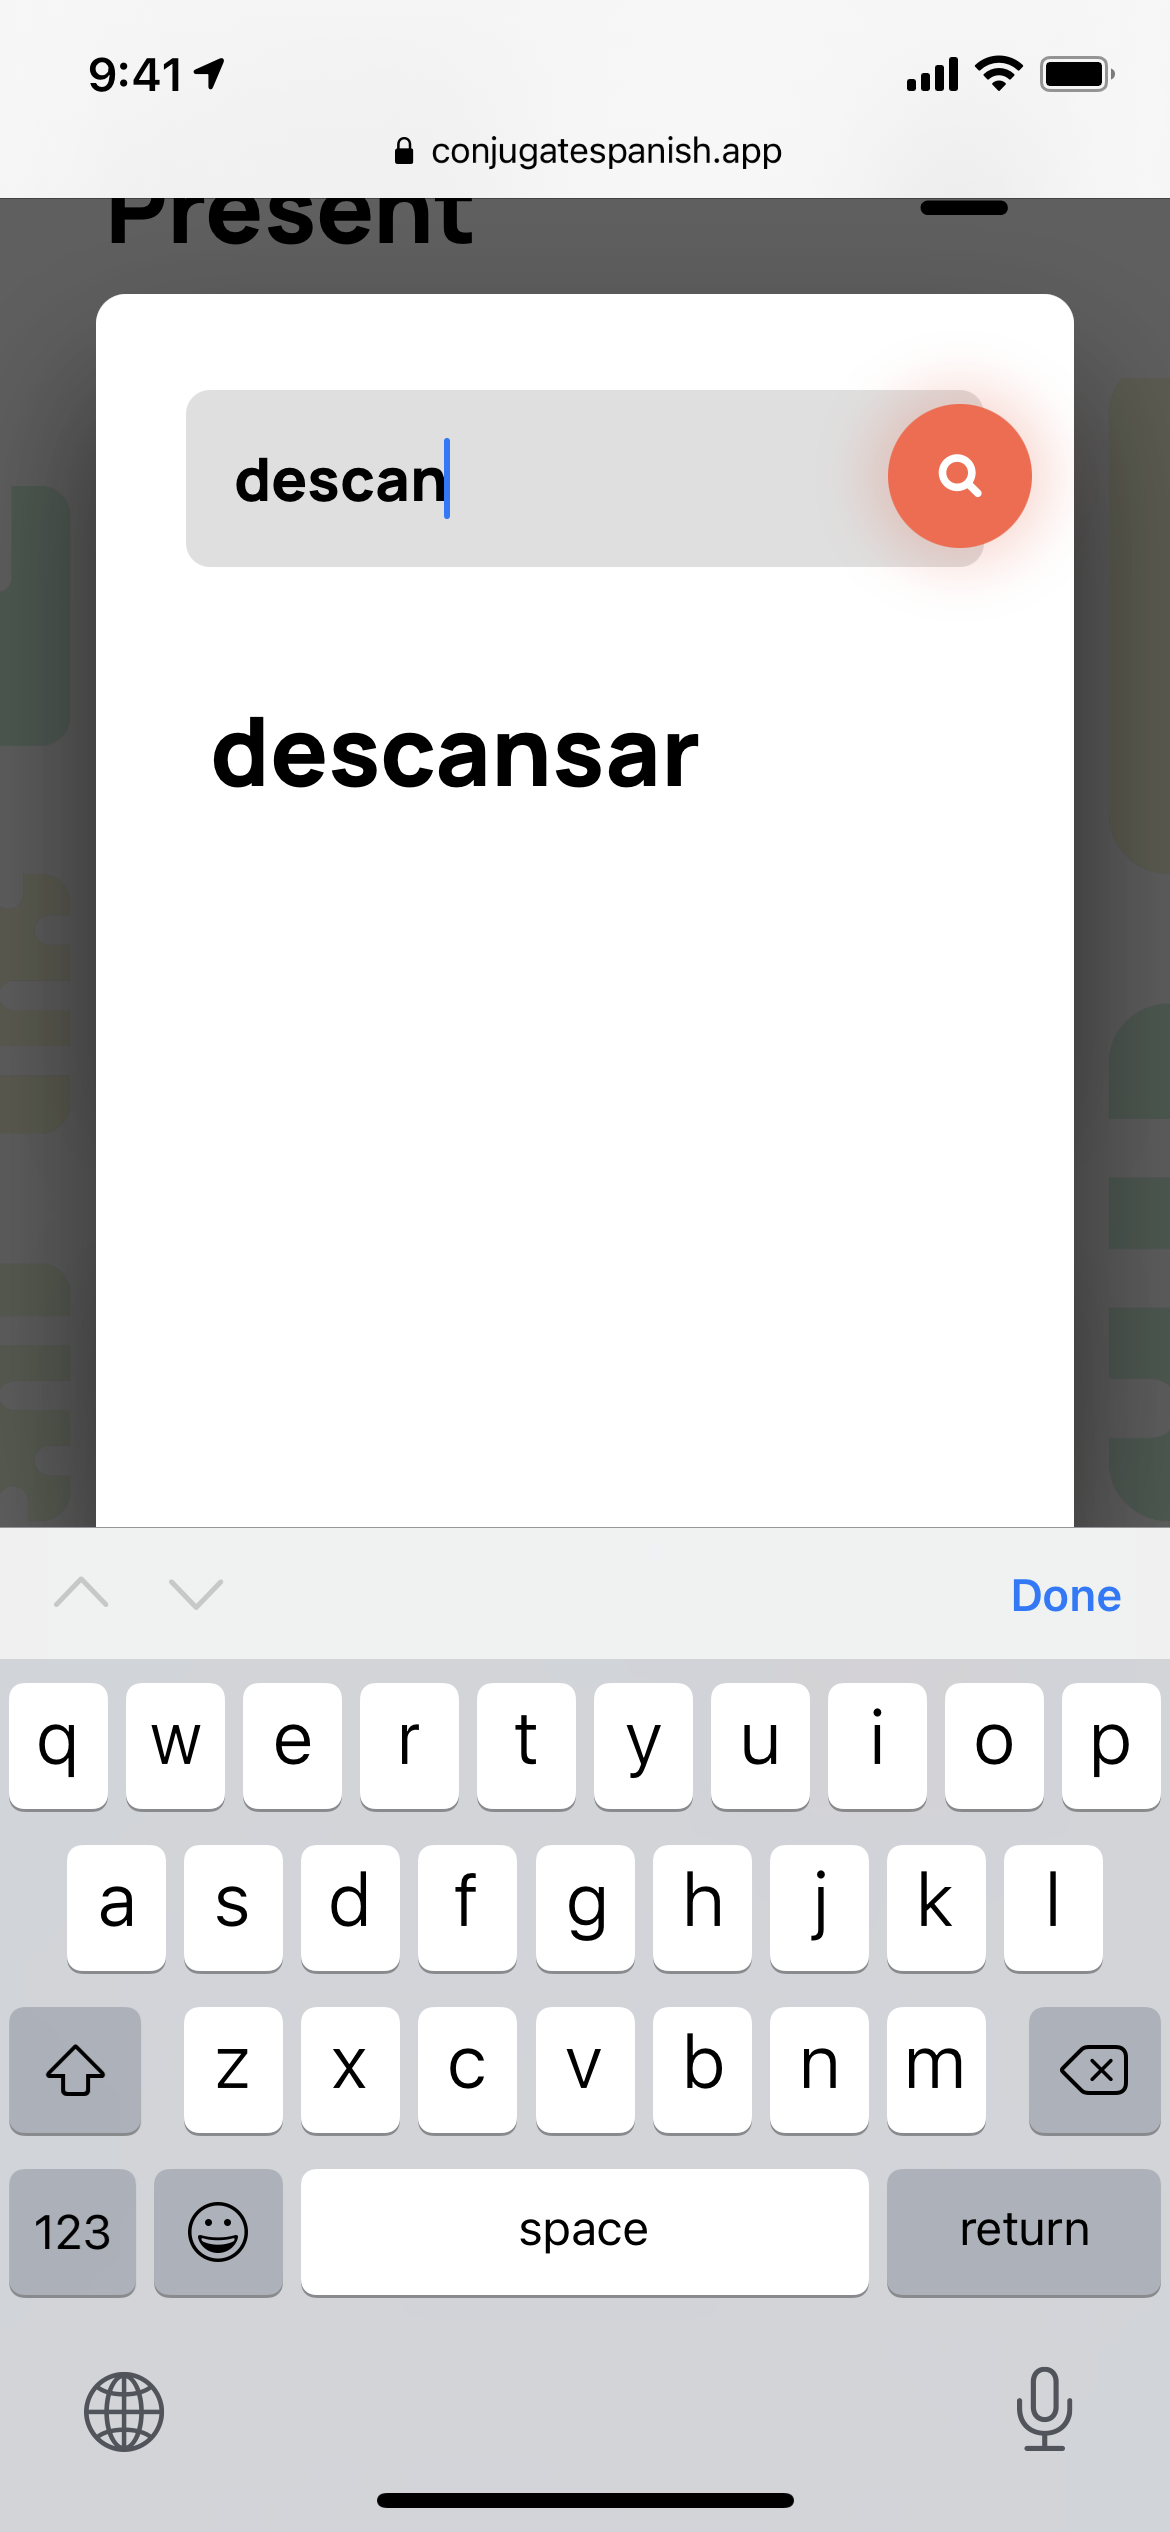 9:41
conjugatespanish.app
Present
descan
descansar
Done
q w e r t y u i o p
a s d f g h j k l
z x c v b n m
123 space return